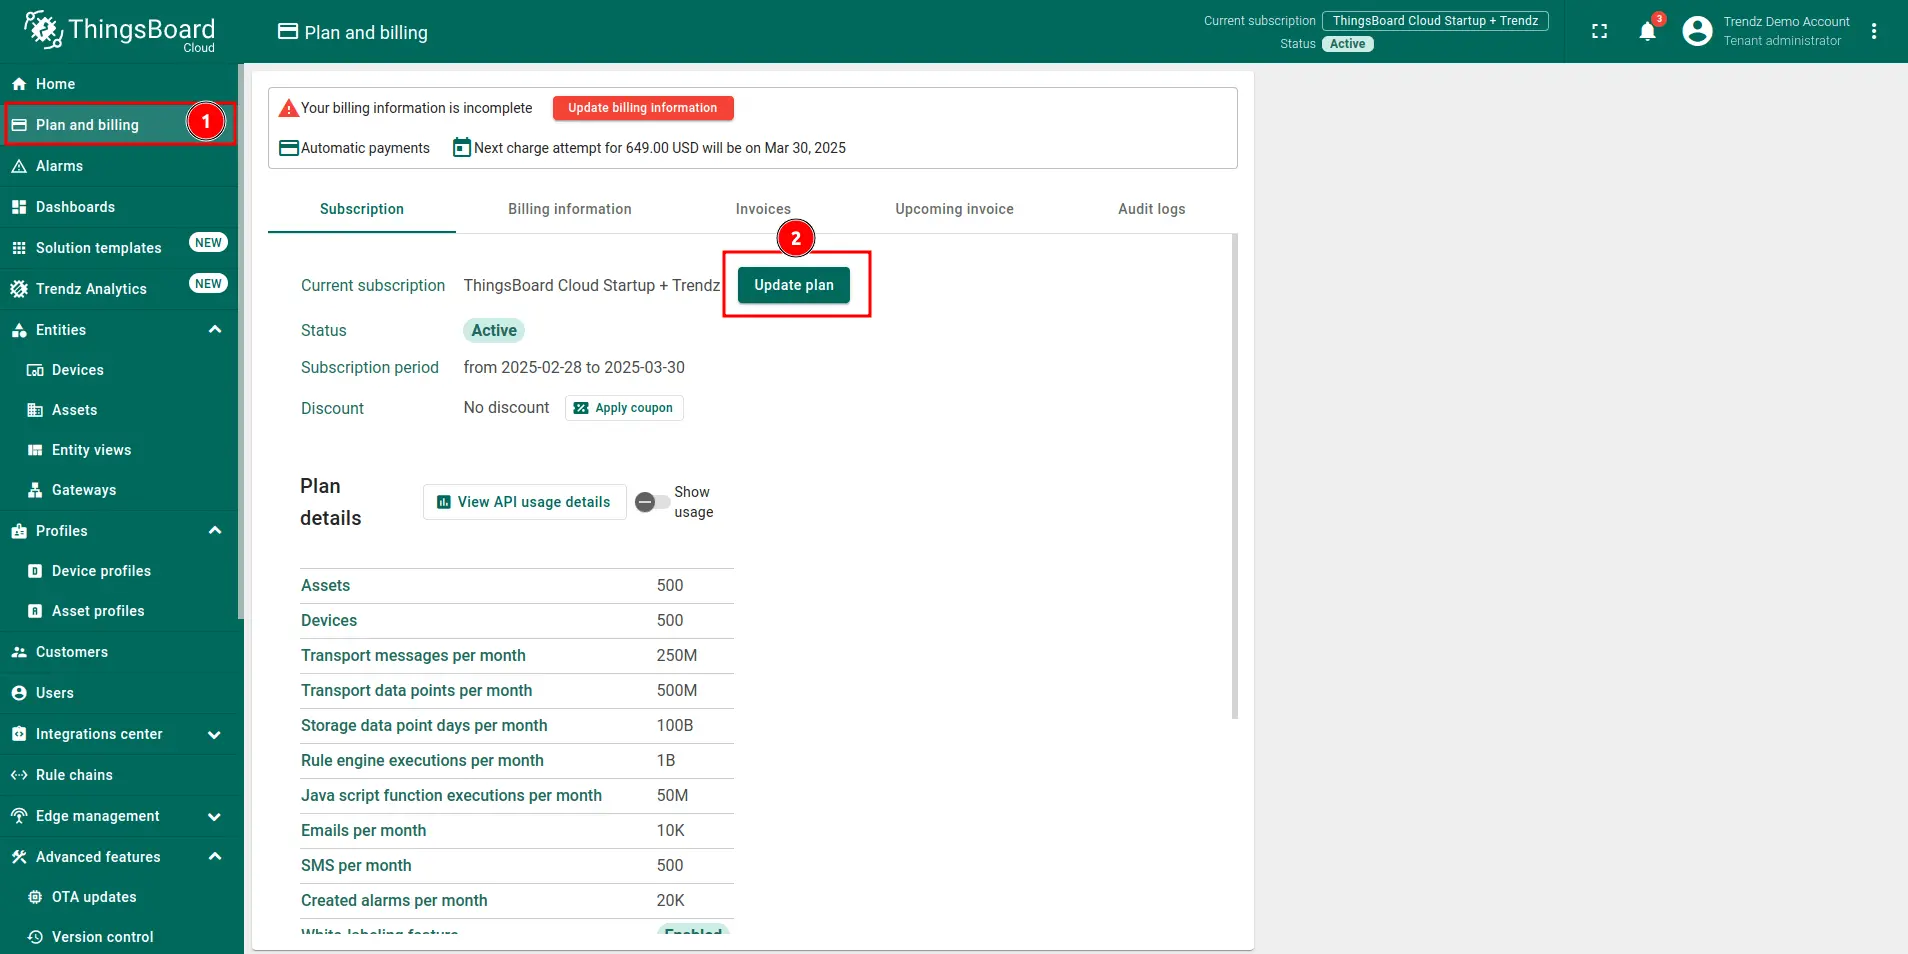 ThingsBoard
Cloud
Plan and billing
Current subscription ThingsBoard Cloud Startup + Trendz
Status Active
3
Trendz Demo Account
Tenant administrator
Home
Plan and billing
1
Alarms
Dashboards
Solution templates NEW
Trendz Analytics NEW
Entities
Devices
Assets
Entity views
Gateways
Profiles
Device profiles
Asset profiles
Customers
Users
Integrations center
Rule chains
Edge management
Advanced features
OTA updates
Version control
Your billing information is incomplete Update billing information
Automatic payments Next charge attempt for 649.00 USD will be on Mar 30, 2025
Subscription Billing information Invoices Upcoming invoice Audit logs
2
Current subscription ThingsBoard Cloud Startup + Trendz Update plan
Status Active
Subscription period from 2025-02-28 to 2025-03-30
Discount No discount Apply coupon
Plan
details
View API usage details
Show
usage
Assets 500
Devices 500
Transport messages per month 250M
Transport data points per month 500M
Storage data point days per month 100B
Rule engine executions per month 1B
Java script function executions per month 50M
Emails per month 10K
SMS per month 500
Created alarms per month 20K
White-labeling feature Enabled